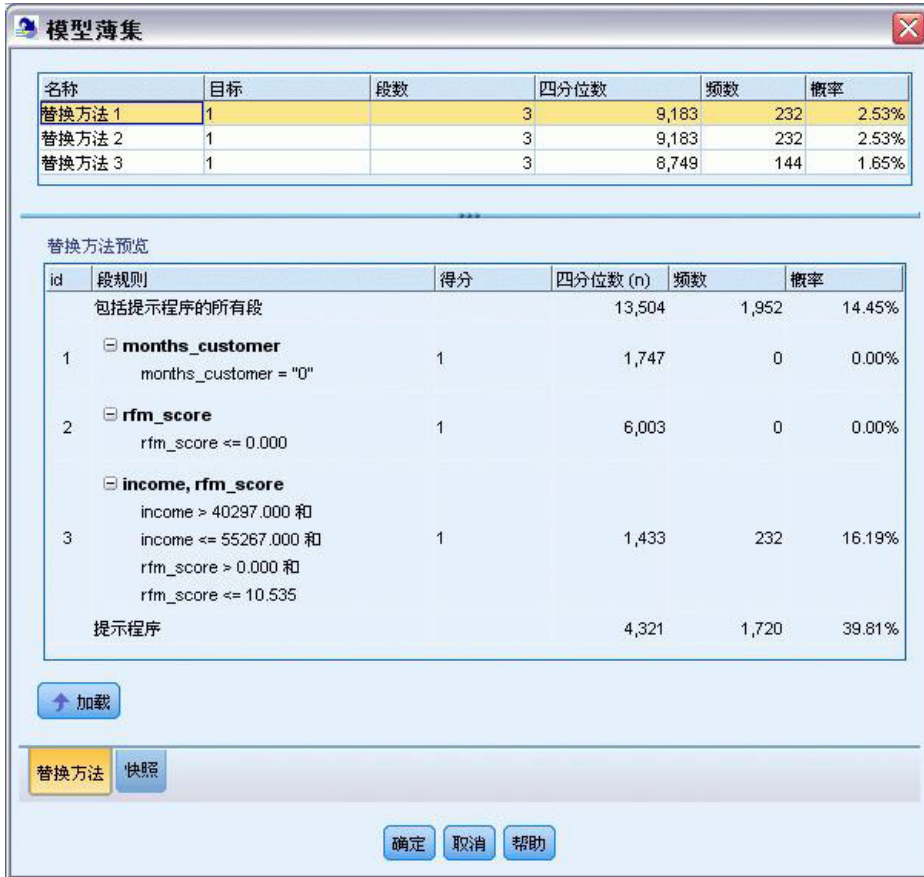 模型薄集
名称 目标 段数 四分位数 频数 概率
替换方法 1 1 3 9,183 232 2.53%
替换方法 2 1 3 9,183 232 2.53%
替换方法 3 1 3 8,749 144 1.65%
替换方法预览
id 段规则 得分 四分位数 (n) 频数 概率
包括提示程序的所有段 13,504 1,952 14.45%
months_customer
1 1 1,747 0 0.00%
months_customer = "0"
rfm_score
2 1 6,003 0 0.00%
rfm_score <= 0.000
income, rfm_score
income > 40297.000 和
3 income <= 55267.000 和 1 1,433 232 16.19%
rfm_score > 0.000 和
rfm_score <= 10.535
提示程序 4,321 1,720 39.81%
加载
替换方法 快照
确定 取消 帮助